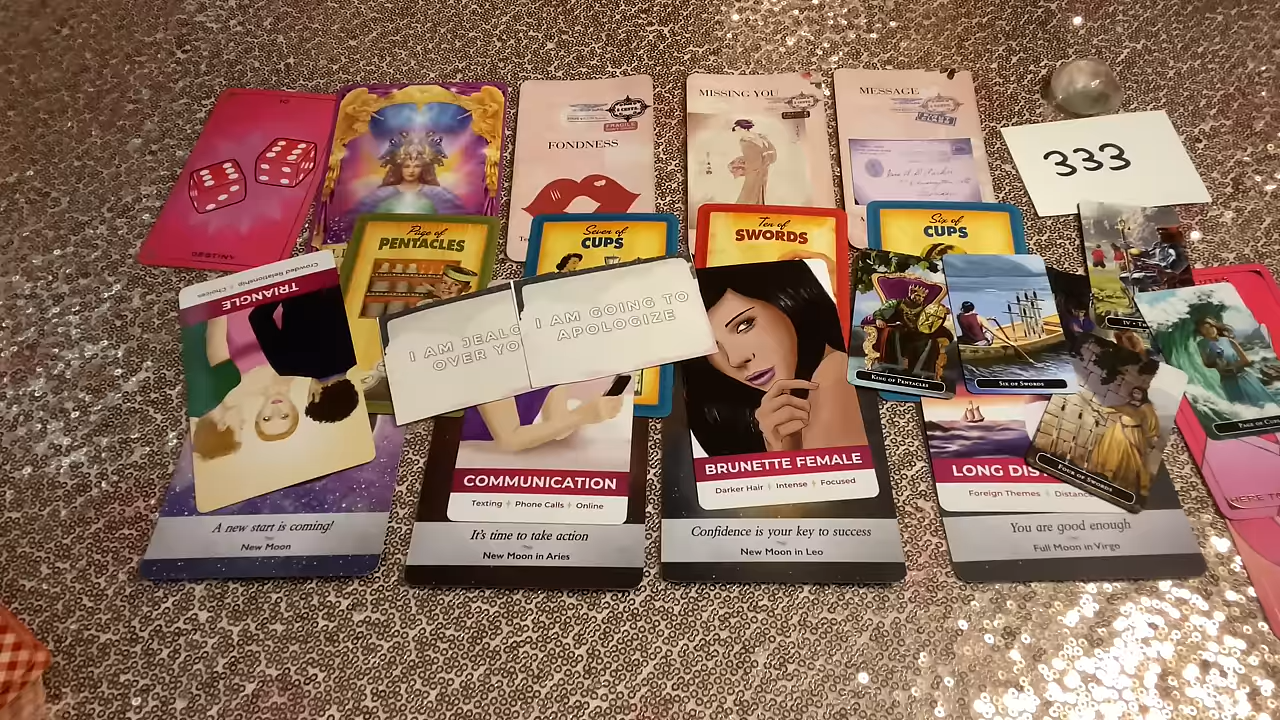 MISSING YOU
MESSAGE
FRAGILE
FONDNESS
333
Page of
PENTACLES
Seven of
CUPS
Ten of
SWORDS
Six of
CUPS
Crowded Relationship Choices
TRIANGLE
I AM JEALO
OVER YO
I AM GOING TO
APOLOGIZE
KING OF PENTACLES
SIX OF SWORDS
FOUR OF SWORDS
PAGE OF CUPS
COMMUNICATION
Texting Phone Calls Online
BRUNETTE FEMALE
Darker Hair Intense Focused
LONG DIS
Foreign Themes Distanc
HERE T
A new start is coming!
New Moon
It's time to take action
New Moon in Aries
Confidence is your key to success
New Moon in Leo
You are good enough
Full Moon in Virgo